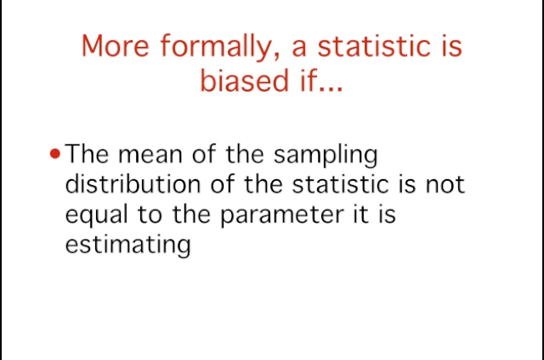 More formally, a statistic is
biased if...
•The mean of the sampling
distribution of the statistic is not
equal to the parameter it is
estimating